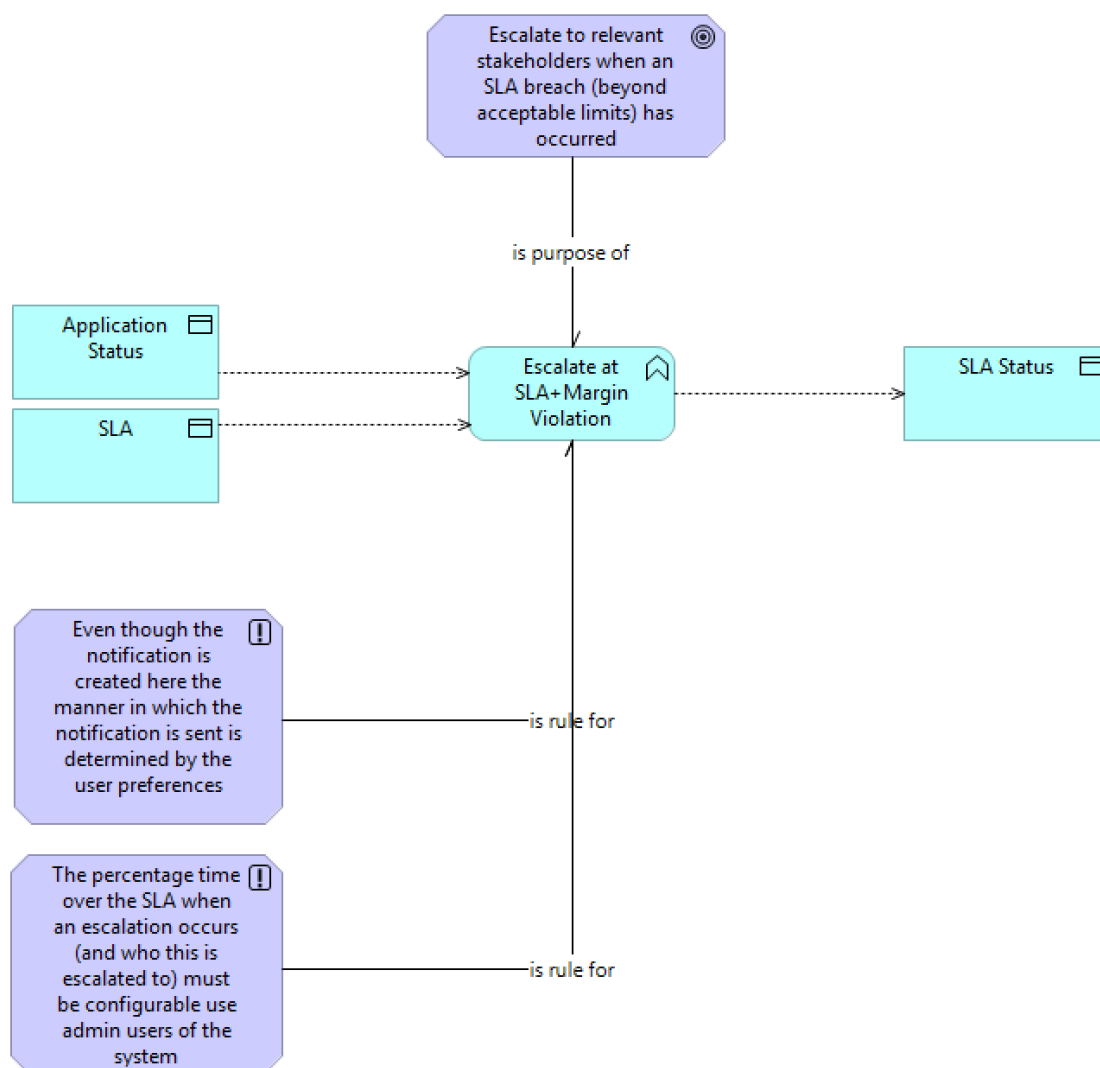 Escalate to relevant
stakeholders when an
SLA breach (beyond
acceptable limits) has
occurred
is purpose of
Application
Status
SLA
Escalate at
SLA+Margin
Violation
SLA Status
Even though the
notification is
created here the
manner in which the
notification is sent is
determined by the
user preferences
is rule for
The percentage time
over the SLA when
an escalation occurs
(and who this is
escalated to) must
be configurable use
admin users of the
system
is rule for